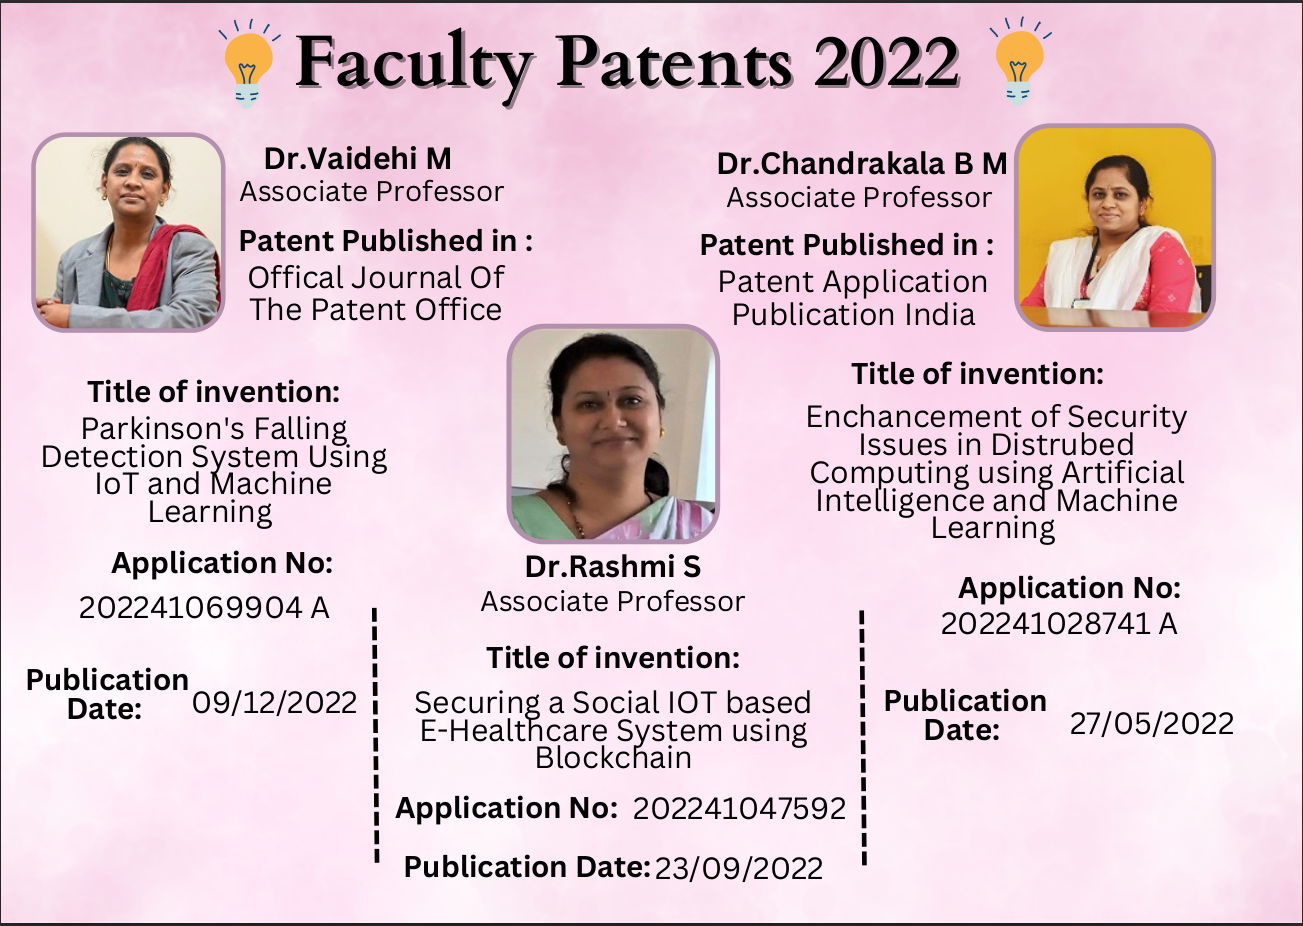 Faculty Patents 2022
Dr.Vaidehi M
Associate Professor
Patent Published in :
Offical Journal Of
The Patent Office
Title of invention:
Parkinson's Falling
Detection System Using
IoT and Machine
Learning
Application No:
202241069904 A
Publication
Date:
09/12/2022
Dr.Rashmi S
Associate Professor
Title of invention:
Securing a Social IOT based
E-Healthcare System using
Blockchain
Application No: 202241047592
Publication Date: 23/09/2022
Dr.Chandrakala B M
Associate Professor
Patent Published in :
Patent Application
Publication India
Title of invention:
Enchancement of Security
Issues in Distrubed
Computing using Artificial
Intelligence and Machine
Learning
Application No:
202241028741 A
Publication
Date:
27/05/2022